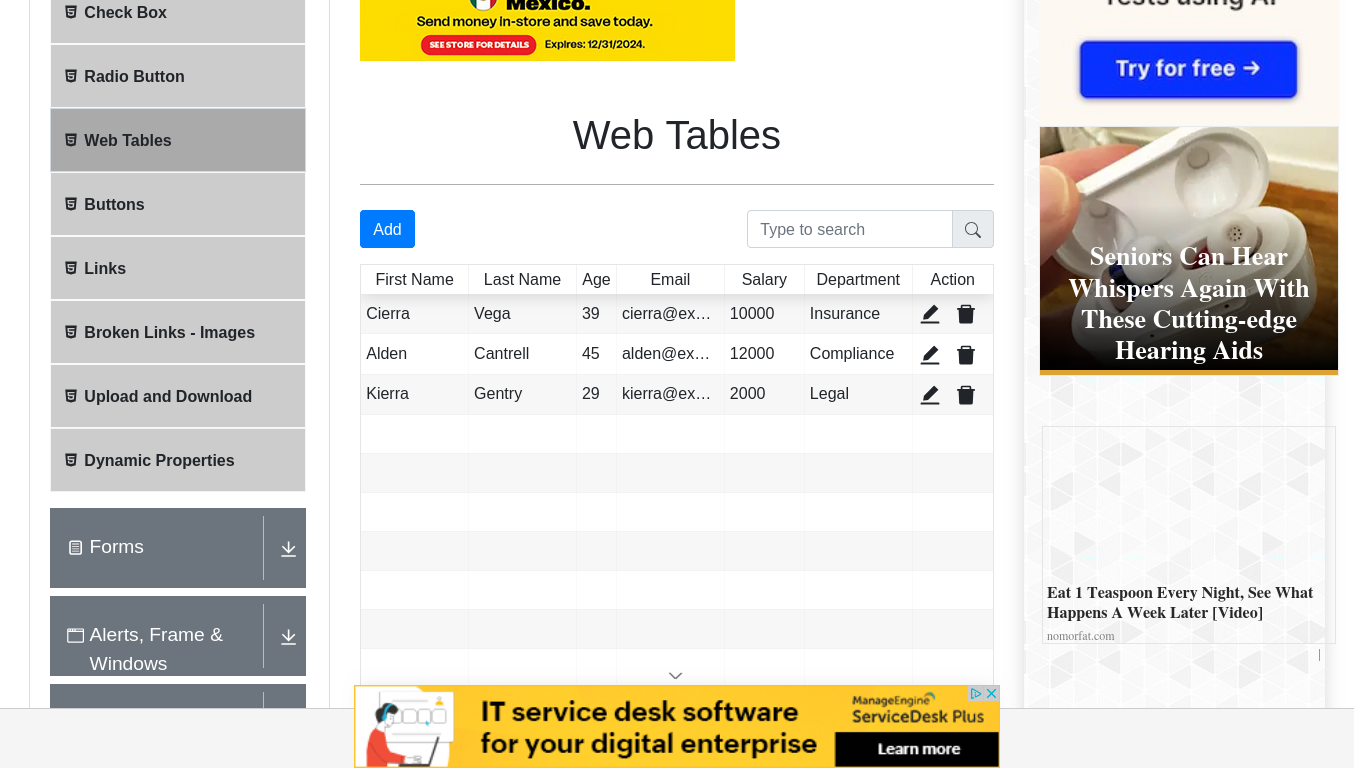 Check Box
Radio Button
Web Tables
Buttons
Links
Broken Links - Images
Upload and Download
Dynamic Properties
Forms
Alerts, Frame &
Windows
Mexico.
Send money in-store and save today.
SEE STORE FOR DETAILS Expires: 12/31/2024.
Web Tables
Add
Type to search
First Name Last Name Age Email Salary Department Action
Cierra Vega 39 cierra@ex... 10000 Insurance
Alden Cantrell 45 alden@ex... 12000 Compliance
Kierra Gentry 29 kierra@ex... 2000 Legal
Tests using AI
Try for free →
Seniors Can Hear
Whispers Again With
These Cutting-edge
Hearing Aids
Eat 1 Teaspoon Every Night, See What
Happens A Week Later [Video]
nomorfat.com
IT service desk software
for your digital enterprise
ManageEngine
ServiceDesk Plus
Learn more